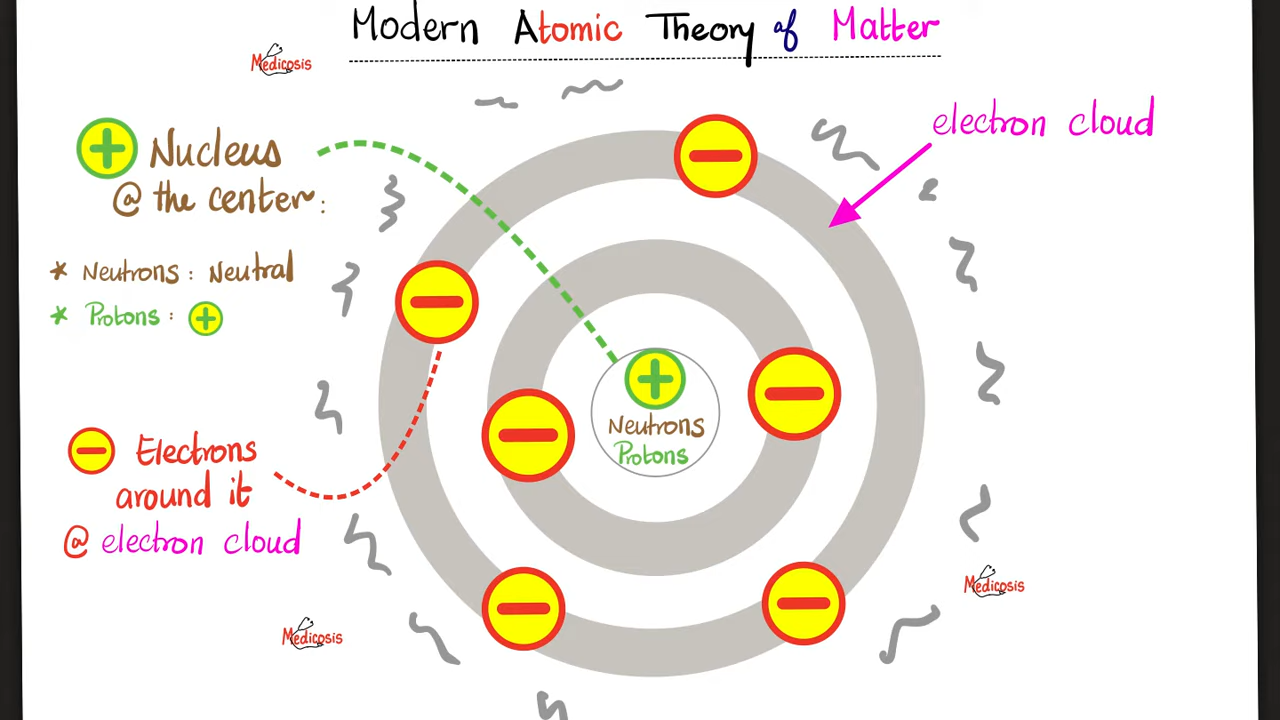 Modern Atomic Theory of Matter
Medicosis
electron cloud
+ Nucleus
@ the center:
* Neutrons: Neutral
* Protons: +
− Electrons
around it
@ electron cloud
+
Neutrons
Protons
−
−
−
−
−
−
Medicosis
Medicosis